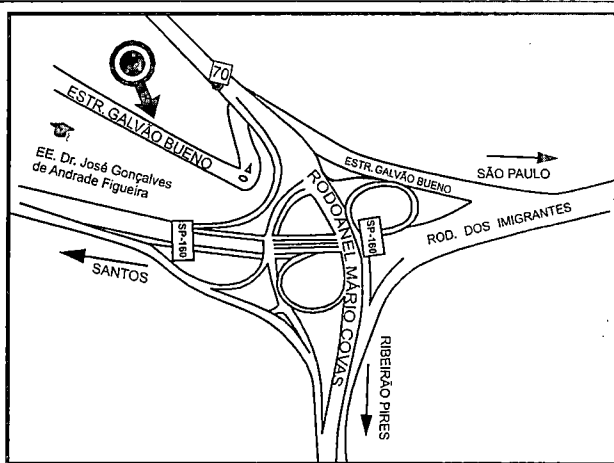 70
ESTR. GALVÃO BUENO
EE. Dr. José Gonçalves
de Andrade Figueira
ESTR. GALVÃO BUENO
SÃO PAULO
ROD. DOS IMIGRANTES
RODOANEL MÁRIO COVAS
SP-160
SP-160
SANTOS
RIBEIRÃO PIRES